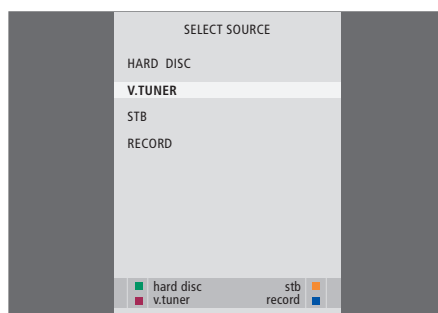 SELECT SOURCE
HARD DISC
V.TUNER
STB
RECORD
hard disc stb
v.tuner record